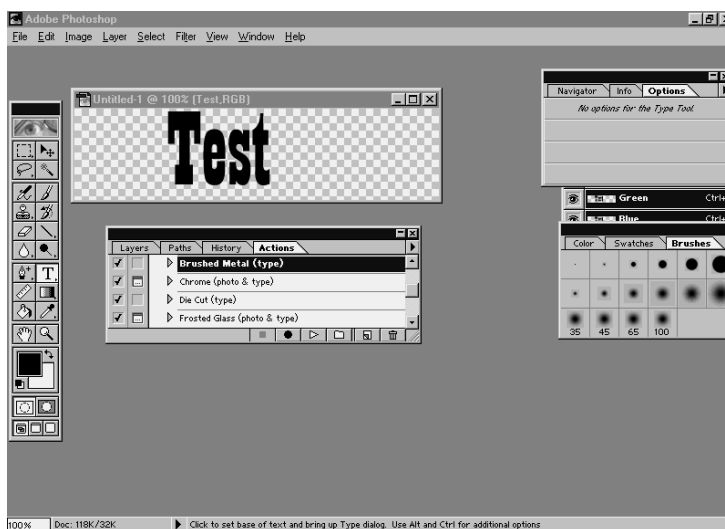 Adobe Photoshop
File Edit Image Layer Select Filter View Window Help
Untitled-1 @ 100% (Test,RGB)
Test
Navigator Info Options
No options for the Type Tool.
Green Ctrl+
Blue Ctrl+
Color Swatches Brushes
35 45 65 100
Layers Paths History Actions
Brushed Metal (type)
Chrome (photo & type)
Die Cut (type)
Frosted Glass (photo & type)
T
100% Doc: 118K/32K Click to set base of text and bring up Type dialog. Use Alt and Ctrl for additional options